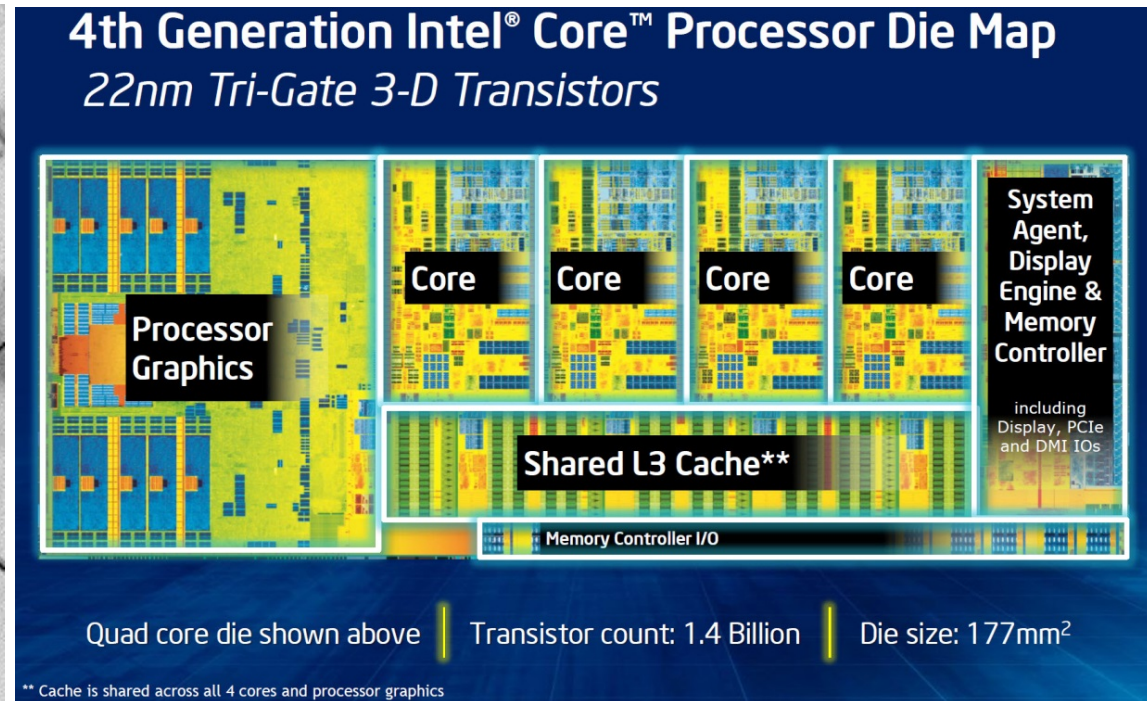 4th Generation Intel® Core™ Processor Die Map
22nm Tri-Gate 3-D Transistors
Processor
Graphics
Core
Core
Core
Core
System
Agent,
Display
Engine &
Memory
Controller
including
Display, PCIe
and DMI IOs
Shared L3 Cache**
Memory Controller I/O
Quad core die shown above
Transistor count: 1.4 Billion
Die size: 177mm²
** Cache is shared across all 4 cores and processor graphics